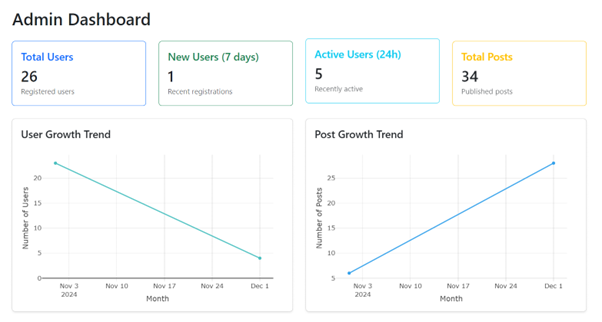 Admin Dashboard
Total Users
26
Registered users
New Users (7 days)
1
Recent registrations
Active Users (24h)
5
Recently active
Total Posts
34
Published posts
User Growth Trend
Number of Users
20
15
10
5
0
Nov 3
2024
Nov 10
Nov 17
Nov 24
Dec 1
Month
Post Growth Trend
Number of Posts
25
20
15
10
5
Nov 3
2024
Nov 10
Nov 17
Nov 24
Dec 1
Month